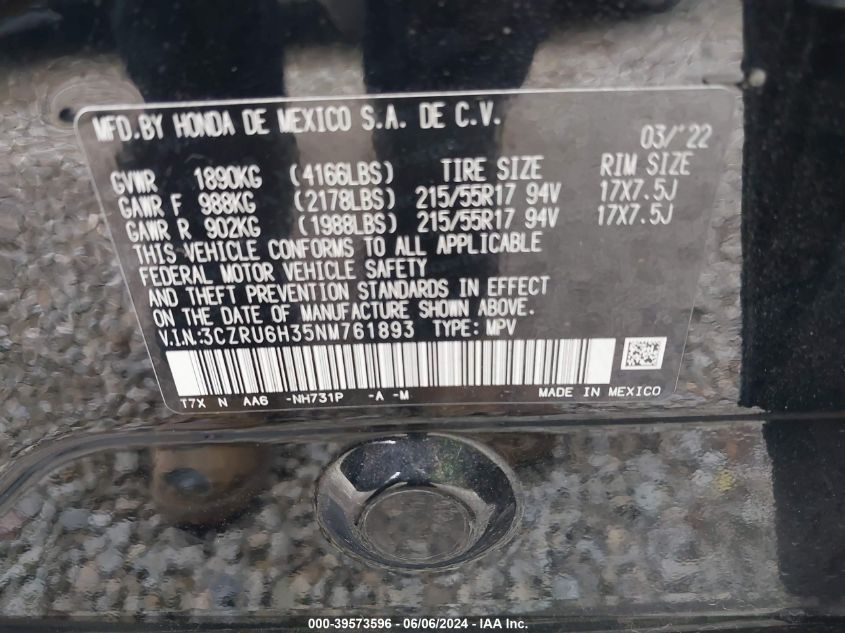 MFD.BY HONDA DE MEXICO S.A. DE C.V.
03/'22
GVWR 1890KG (4166LBS) TIRE SIZE RIM SIZE
GAWR F 988KG (2178LBS) 215/55R17 94V 17X7.5J
GAWR R 902KG (1988LBS) 215/55R17 94V 17X7.5J
THIS VEHICLE CONFORMS TO ALL APPLICABLE
FEDERAL MOTOR VEHICLE SAFETY
AND THEFT PREVENTION STANDARDS IN EFFECT
ON THE DATE OF MANUFACTURE SHOWN ABOVE.
V.I.N:3CZRU6H35NM761893 TYPE: MPV
T7X N AA6 -NH731P -A -M MADE IN MEXICO
000-39573596 - 06/06/2024 - IAA Inc.